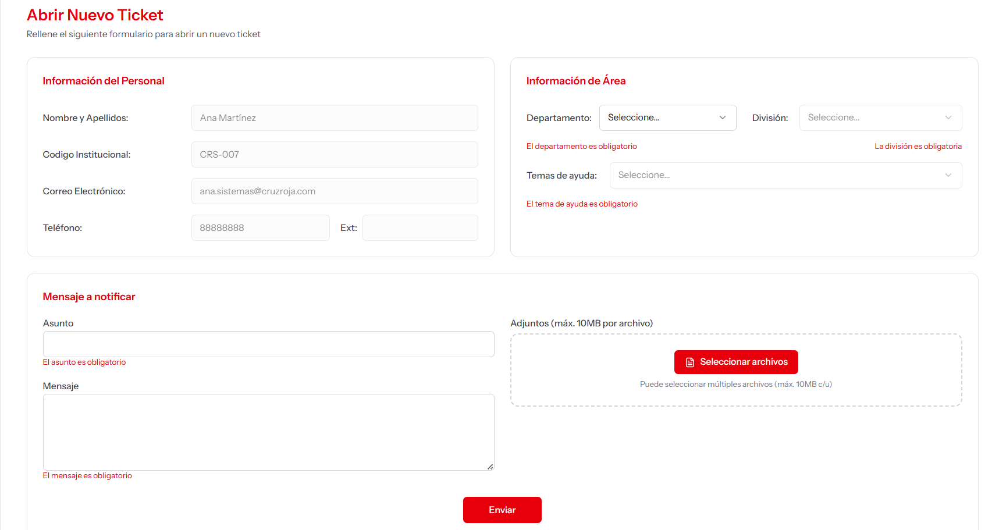 Abrir Nuevo Ticket
Rellene el siguiente formulario para abrir un nuevo ticket
Información del Personal
Nombre y Apellidos: Ana Martínez
Codigo Institucional: CRS-007
Correo Electrónico: ana.sistemas@cruzroja.com
Teléfono: 88888888 Ext:
Información de Área
Departamento: Seleccione... División: Seleccione...
El departamento es obligatorio La división es obligatoria
Temas de ayuda: Seleccione...
El tema de ayuda es obligatorio
Mensaje a notificar
Asunto
El asunto es obligatorio
Mensaje
El mensaje es obligatorio
Adjuntos (máx. 10MB por archivo)
Seleccionar archivos
Puede seleccionar múltiples archivos (máx. 10MB c/u)
Enviar